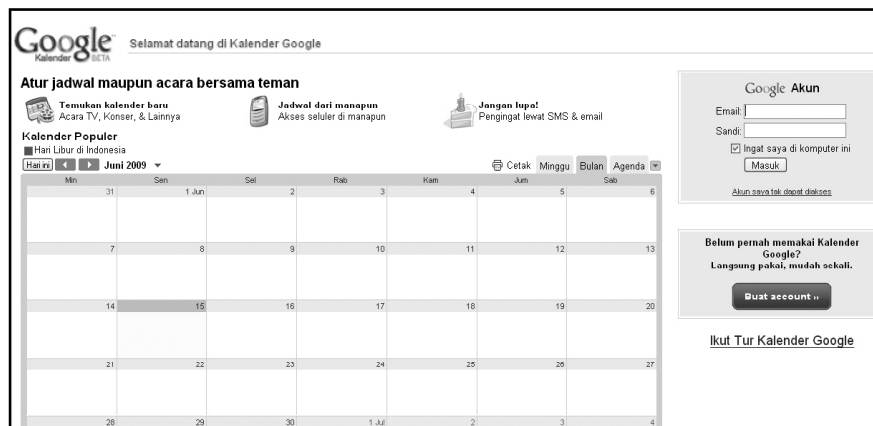 Google
Kalender BETA
Selamat datang di Kalender Google
Atur jadwal maupun acara bersama teman
Temukan kalender baru
Acara TV, Konser, & Lainnya
Jadwal dari manapun
Akses seluler di manapun
Jangan lupa!
Pengingat lewat SMS & email
Kalender Populer
Hari Libur di Indonesia
Hari ini Juni 2009 Cetak Minggu Bulan Agenda
Min Sen Sel Rab Kam Jum Sab
31 1 Jun 2 3 4 5 6
7 8 9 10 11 12 13
14 15 16 17 18 19 20
21 22 23 24 25 26 27
28 29 30 1 Jul 2 3 4
Google Akun
Email:
Sandi:
Ingat saya di komputer ini
Masuk
Akun saya tak dapat diakses
Belum pernah memakai Kalender
Google?
Langsung pakai, mudah sekali.
Buat account »
Ikut Tur Kalender Google